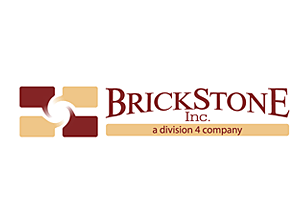 BRICKSTONE
Inc.
a division 4 company